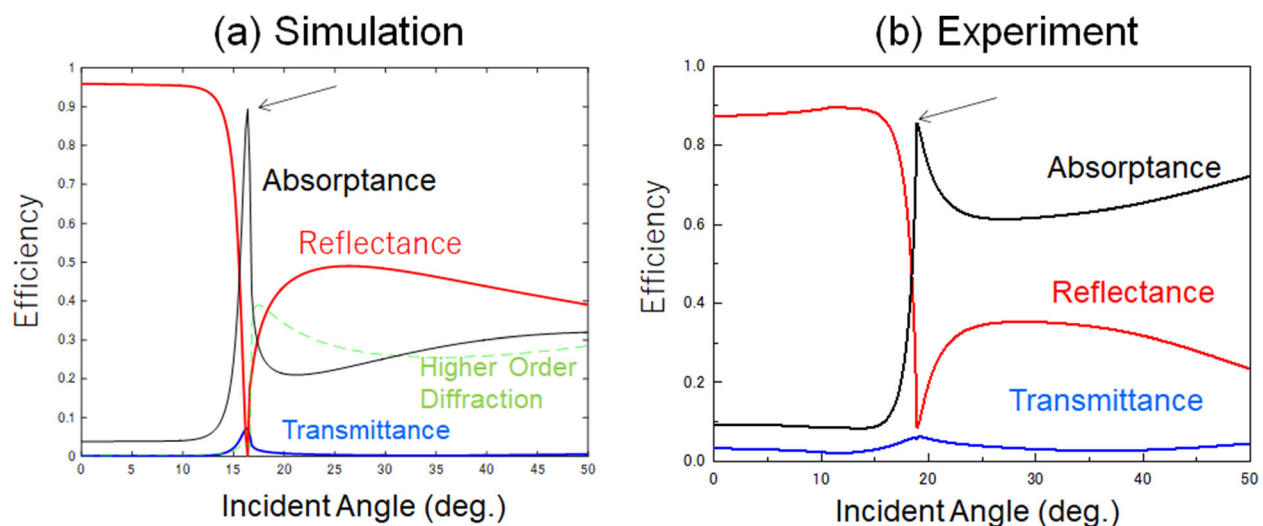 (a) Simulation
1
0.9
0.8
0.7
0.6
0.5
0.4
0.3
0.2
0.1
0
Efficiency
Absorptance
Reflectance
Higher Order
Diffraction
Transmittance
0 5 10 15 20 25 30 35 40 45 50
Incident Angle (deg.)
(b) Experiment
1.0
0.8
0.6
0.4
0.2
0.0
Efficiency
Absorptance
Reflectance
Transmittance
0 10 20 30 40 50
Incident Angle (deg.)